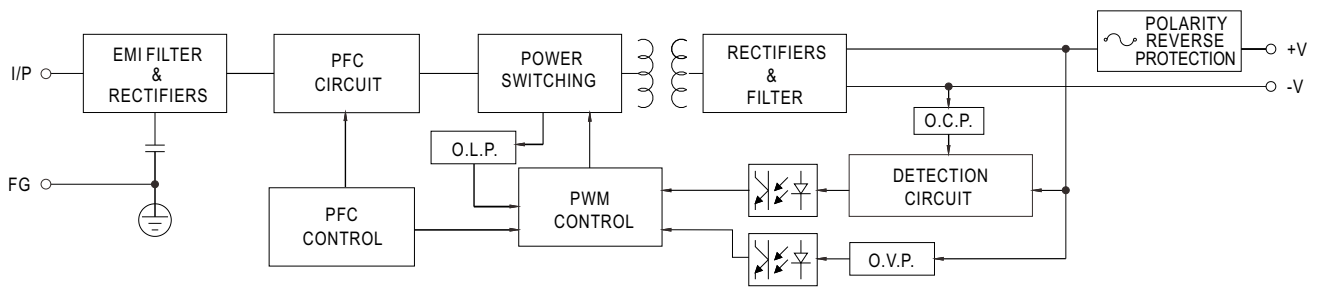 I/P
EMI FILTER
&
RECTIFIERS
PFC
CIRCUIT
POWER
SWITCHING
RECTIFIERS
&
FILTER
POLARITY
REVERSE
PROTECTION
+V
-V
O.L.P.
O.C.P.
FG
PFC
CONTROL
PWM
CONTROL
DETECTION
CIRCUIT
O.V.P.